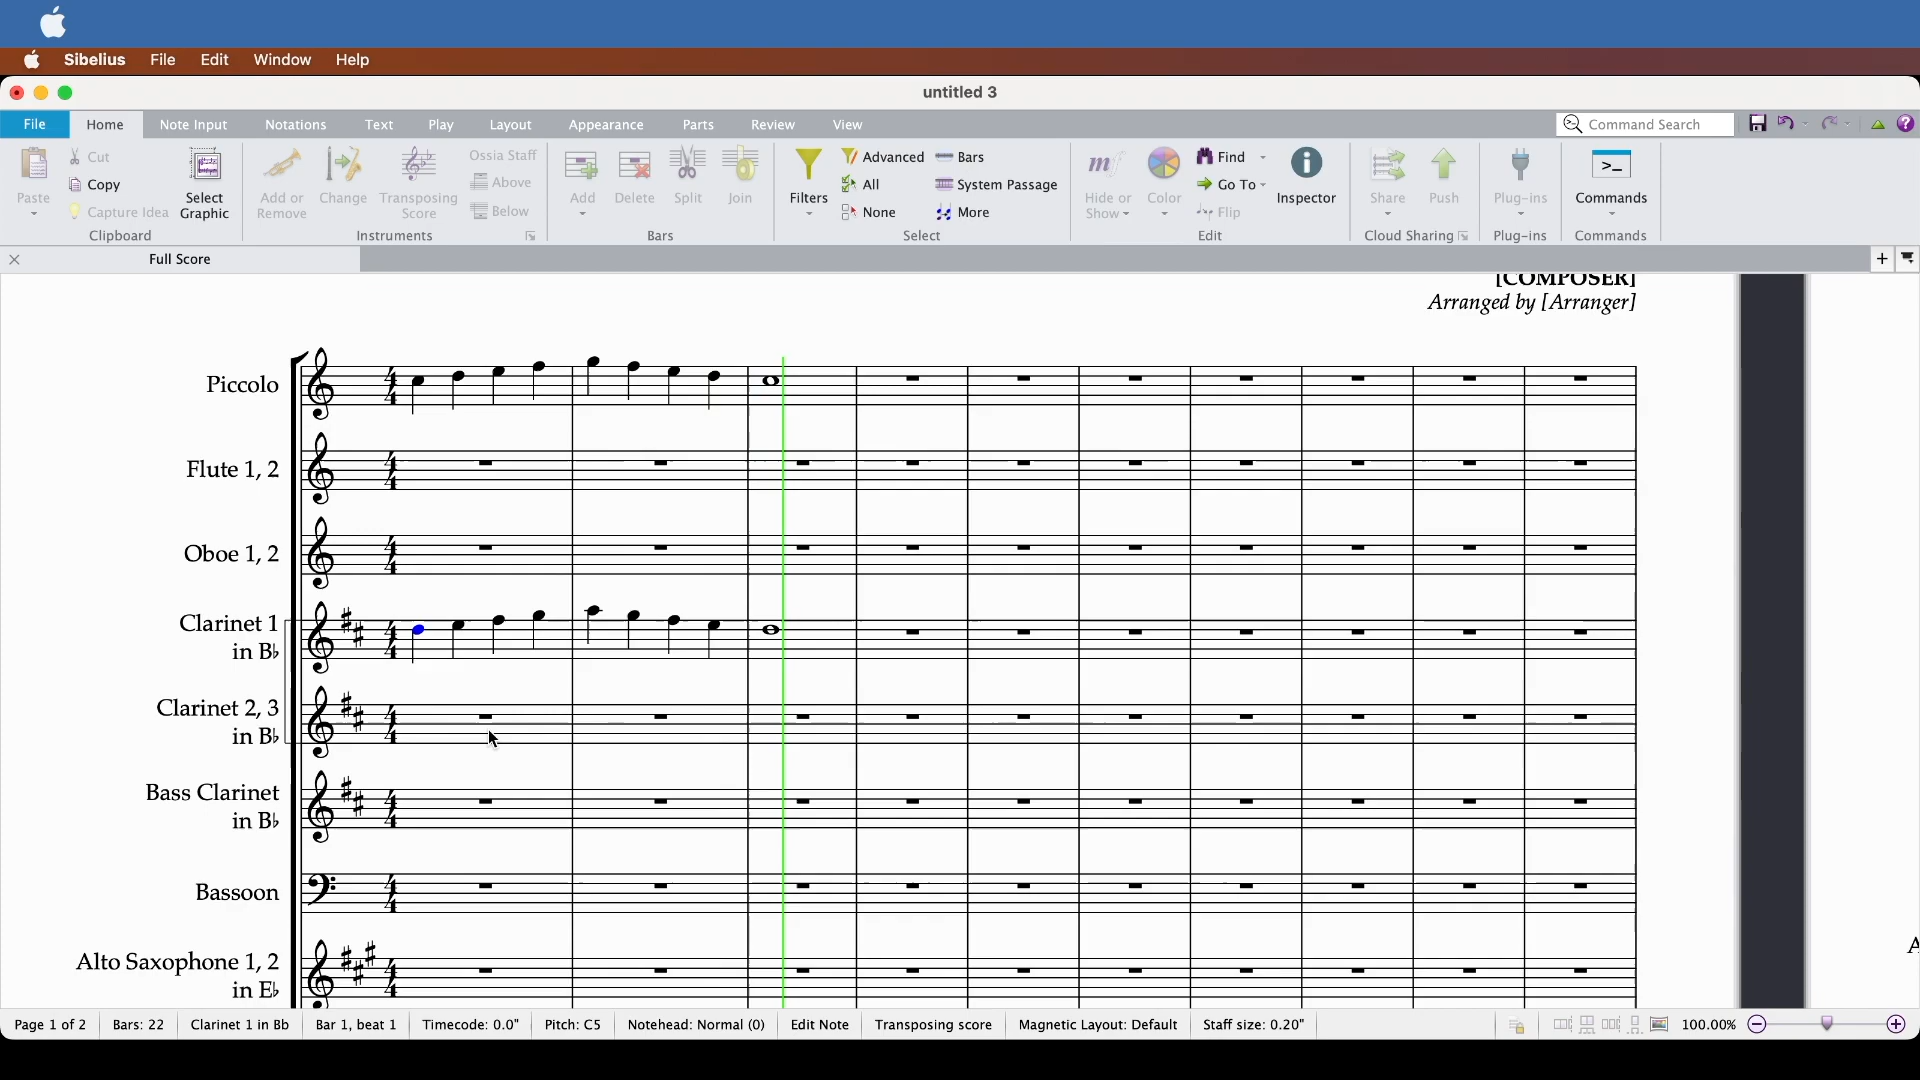 Sibelius File Edit Window Help
untitled 3
File Home Note Input Notations Text Play Layout Appearance Parts Review View Command Search
Paste Cut Copy Capture Idea Select Graphic
Clipboard
Add or Remove Change Transposing Score Ossia Staff Above Below
Instruments
Add Delete Split Join
Bars
Filters Advanced All None Bars System Passage More
Select
Hide or Show Color Find Go To Flip Inspector
Edit
Share Push
Cloud Sharing
Plug-ins
Plug-ins
Commands
Commands
Full Score
[COMPOSER]
Arranged by [Arranger]
Piccolo
Flute 1, 2
Oboe 1, 2
Clarinet 1
in B♭
Clarinet 2, 3
in B♭
Bass Clarinet
in B♭
Bassoon
Alto Saxophone 1, 2
in E♭
A
Page 1 of 2 Bars: 22 Clarinet 1 in Bb Bar 1, beat 1 Timecode: 0.0" Pitch: C5 Notehead: Normal (0) Edit Note Transposing score Magnetic Layout: Default Staff size: 0.20" 100.00%